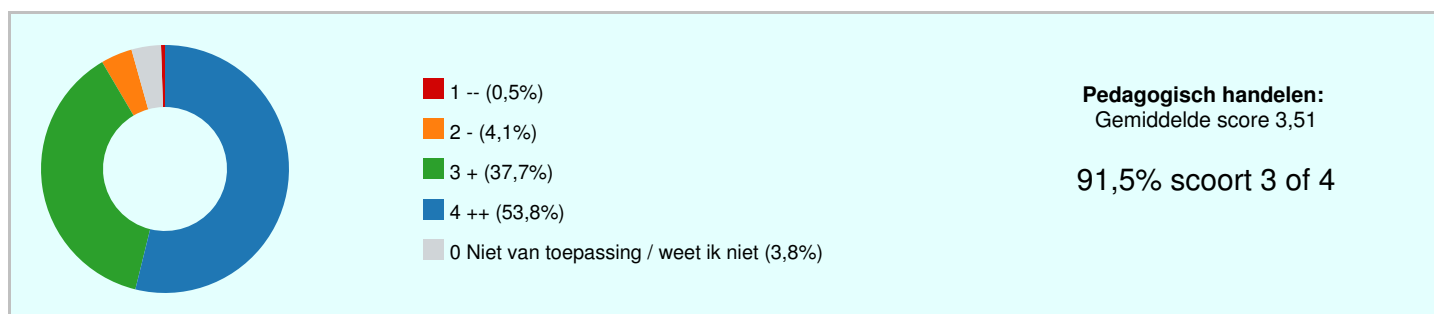 1 -- (0,5%)
2 - (4,1%)
3 + (37,7%)
4 ++ (53,8%)
0 Niet van toepassing / weet ik niet (3,8%)
Pedagogisch handelen:
Gemiddelde score 3,51
91,5% scoort 3 of 4